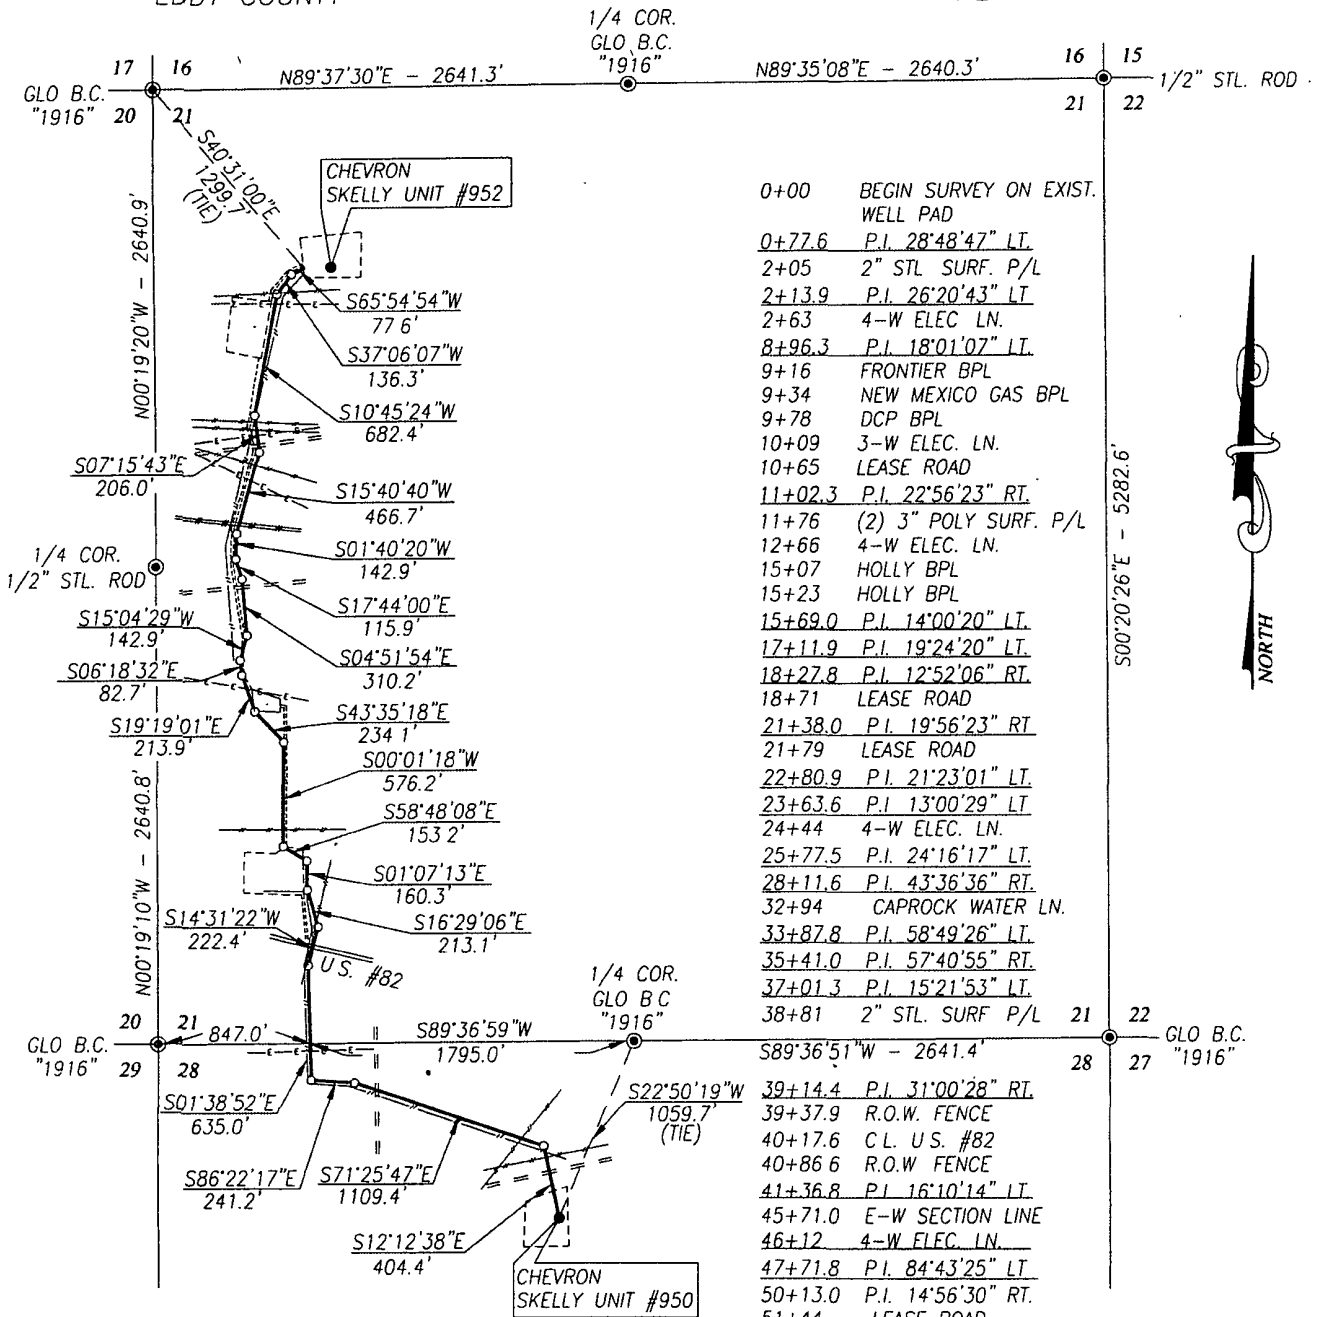 1/4 COR.
GLO B.C.
"1916"
17 16
N89°37'30"E - 2641.3'
N89°35'08"E - 2640.3'
16 15
GLO B.C.
"1916"
20 21
21 22
1/2" STL. ROD
S40°31'00"E
1299.7'
(TIE)
CHEVRON
SKELLY UNIT #952
N00°19'20"W - 2640.9'
S65°54'54"W
77 6'
S37°06'07"W
136.3'
S10°45'24"W
682.4'
S07°15'43"E
206.0'
S15°40'40"W
466.7'
1/4 COR.
1/2" STL. ROD
S01°40'20"W
142.9'
S17°44'00"E
115.9'
S15°04'29"W
142.9'
S04°51'54"E
310.2'
S06°18'32"E
82.7'
S19°19'01"E
213.9'
S43°35'18"E
234 1'
S00°01'18"W
576.2'
N00°19'10"W - 2640.8'
S58°48'08"E
153 2'
S01°07'13"E
160.3'
S14°31'22"W
222.4'
S16°29'06"E
213.1'
U S. #82
0+00 BEGIN SURVEY ON EXIST.
WELL PAD
0+77.6 P.I. 28°48'47" LT.
2+05 2" STL SURF. P/L
2+13.9 P.I. 26°20'43" LT
2+63 4-W ELEC LN.
8+96.3 P.I. 18°01'07" LT.
9+16 FRONTIER BPL
9+34 NEW MEXICO GAS BPL
9+78 DCP BPL
10+09 3-W ELEC. LN.
10+65 LEASE ROAD
11+02.3 P.I. 22°56'23" RT.
11+76 (2) 3" POLY SURF. P/L
12+66 4-W ELEC. LN.
15+07 HOLLY BPL
15+23 HOLLY BPL
15+69.0 P.I. 14°00'20" LT.
17+11.9 P.I. 19°24'20" LT.
18+27.8 P.I. 12°52'06" RT.
18+71 LEASE ROAD
21+38.0 P.I. 19°56'23" RT
21+79 LEASE ROAD
22+80.9 P.I. 21°23'01" LT.
23+63.6 P.I 13°00'29" LT
24+44 4-W ELEC. LN.
25+77.5 P.I. 24°16'17" LT.
28+11.6 P.I. 43°36'36" RT.
32+94 CAPROCK WATER LN.
33+87.8 P.I. 58°49'26" LT.
35+41.0 P.I. 57°40'55" RT.
37+01.3 P.I. 15°21'53" LT.
38+81 2" STL. SURF P/L
S00°20'26"E - 5282.6'
NORTH
1/4 COR.
GLO B C
"1916"
20 21
847.0'
S89°36'59"W
1795.0'
S89°36'51"W - 2641.4'
21 22
GLO B.C.
"1916"
29 28
28 27
GLO B.C.
"1916"
S01°38'52"E
635.0'
S86°22'17"E
241.2'
S71°25'47"E
1109.4'
S22°50'19"W
1059.7'
(TIE)
S12°12'38"E
404.4'
CHEVRON
SKELLY UNIT #950
39+14.4 P.I. 31°00'28" RT.
39+37.9 R.O.W. FENCE
40+17.6 C L. U S. #82
40+86 6 R.O.W FENCE
41+36.8 P.I 16°10'14" LT.
45+71.0 E-W SECTION LINE
46+12 4-W ELEC. LN.
47+71.8 P.I. 84°43'25" LT
50+13.0 P.I. 14°56'30" RT.